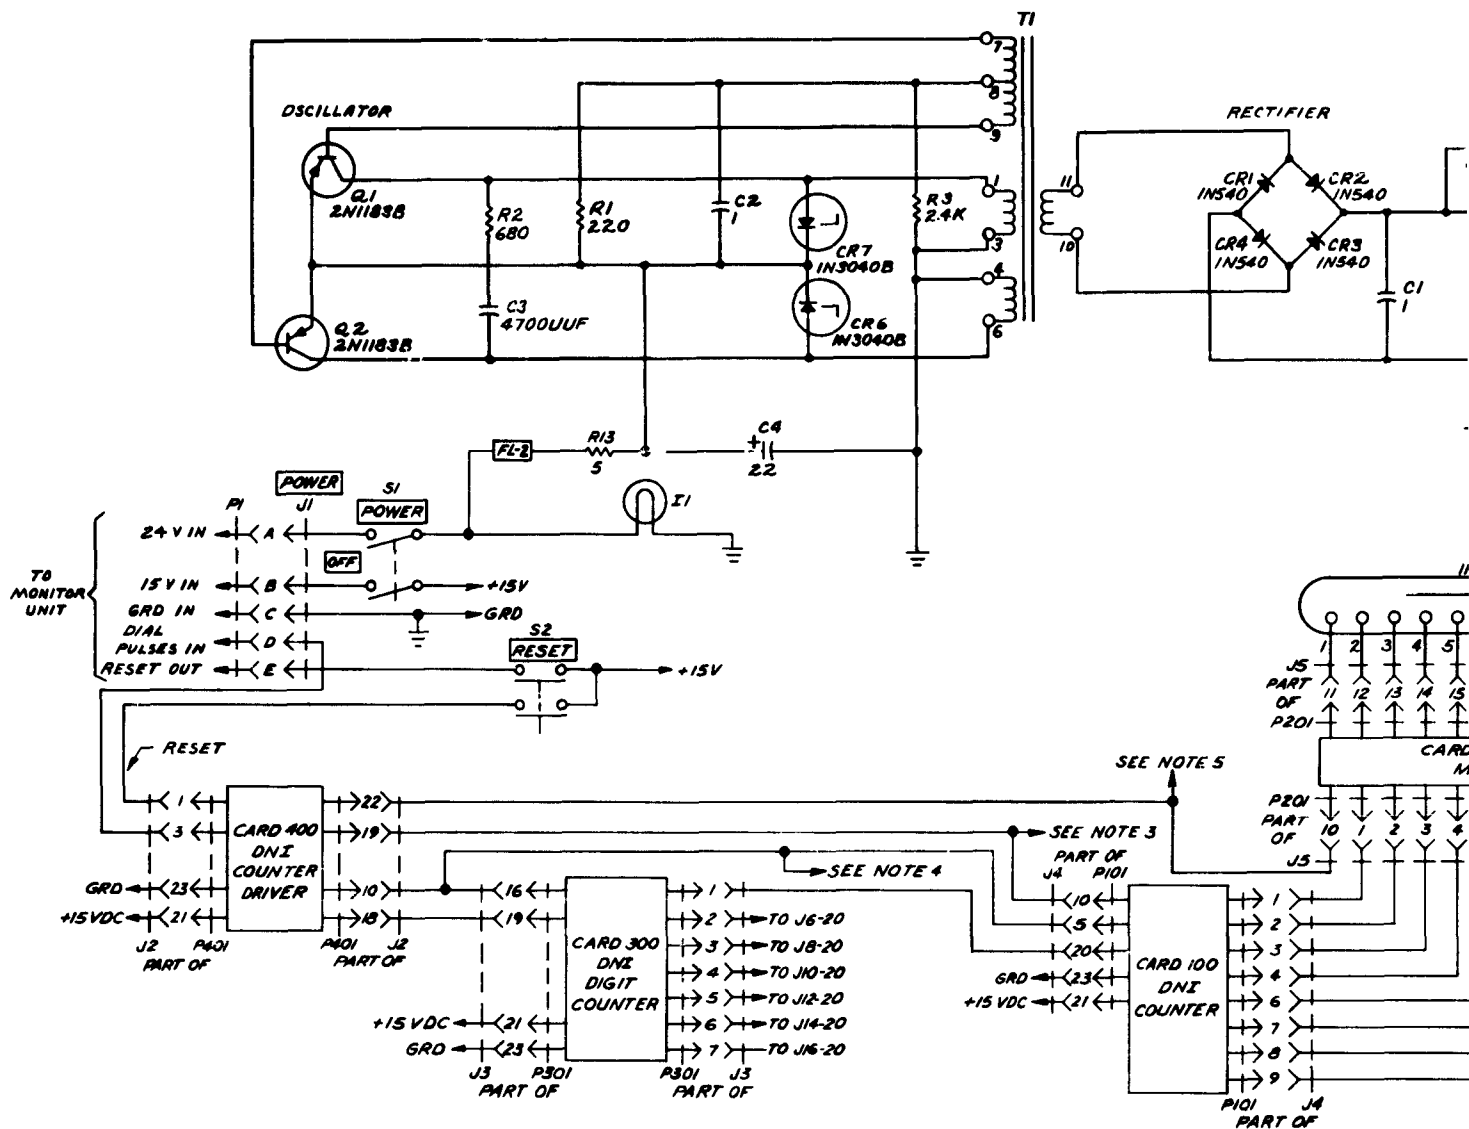 T1
7
8
9
1
3
4
6
11
10
OSCILLATOR
Q1
2N1183B
R2
680
R1
220
C2
1
R3
2.4K
CR7
1N3040B
CR6
1N3040B
C3
4700UUF
Q2
2N1183B
RECTIFIER
CR1
1N540
CR2
1N540
CR4
1N540
CR3
1N540
C1
1
FL-2
R13
5
C4
+
22
I1
POWER
P1
J1
S1
POWER
OFF
TO
MONITOR
UNIT
24 V IN
A
15 V IN
B
+15V
GRD IN
C
GRD
DIAL
PULSES IN
D
RESET OUT
E
S2
RESET
+15V
RESET
1
3
23
21
GRD
+15 VDC
J2
P401
PART OF
CARD 400
DNI
COUNTER
DRIVER
22
19
10
18
P401
J2
PART OF
SEE NOTE 5
SEE NOTE 3
SEE NOTE 4
16
19
+15 VDC
21
GRD
23
J3
P301
PART OF
CARD 300
DNI
DIGIT
COUNTER
1
2
TO J6-20
3
TO J8-20
4
TO J10-20
5
TO J12-20
6
TO J14-20
7
TO J16-20
P301
J3
PART OF
PART OF
J4
P101
10
5
20
GRD
23
+15 VDC
21
CARD 100
DNI
COUNTER
1
2
3
4
6
7
8
9
P101
J4
PART OF
1
2
3
4
5
J5
PART
OF
11
12
13
14
15
P201
CARD
M
P201
PART
OF
10
1
2
3
4
J5